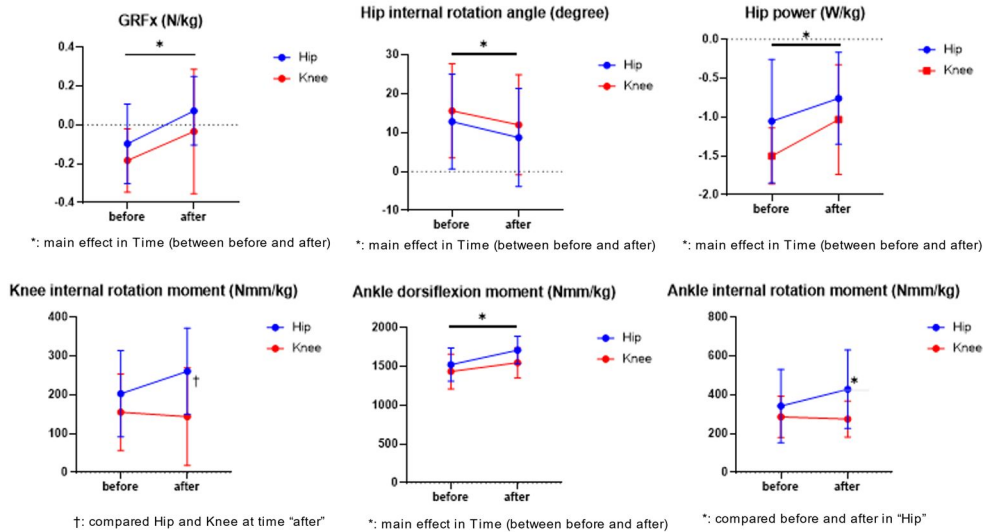 GRFx (N/kg)
0.4
0.2
0.0
-0.2
-0.4
before after
*
Hip
Knee
*: main effect in Time (between before and after)
Hip internal rotation angle (degree)
30
20
10
0
-10
before after
*
Hip
Knee
*: main effect in Time (between before and after)
Hip power (W/kg)
0.0
-0.5
-1.0
-1.5
-2.0
before after
*
Hip
Knee
*: main effect in Time (between before and after)
Knee internal rotation moment (Nmm/kg)
400
300
200
100
0
before after
†
Hip
Knee
†: compared Hip and Knee at time “after”
Ankle dorsiflexion moment (Nmm/kg)
2000
1500
1000
500
0
before after
*
Hip
Knee
*: main effect in Time (between before and after)
Ankle internal rotation moment (Nmm/kg)
800
600
400
200
0
before after
*
Hip
Knee
*: compared before and after in “Hip”